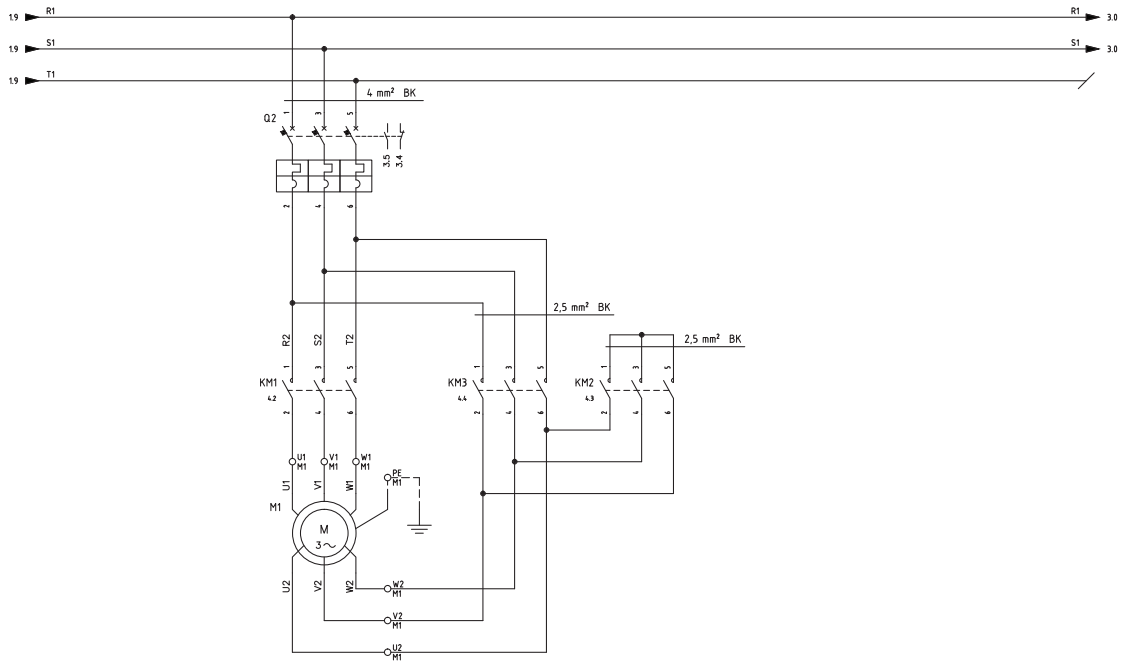 1.9 R1 R1 3.0
1.9 S1 S1 3.0
1.9 T1
4 mm² BK
1 3 5
Q2
3.5 3.4
2 4 6
2,5 mm² BK
R2 S2 T2
2,5 mm² BK
1 3 5 1 3 5 1 3 5
KM1 KM3 KM2
4.2 4.4 4.3
2 4 6 2 4 6 2 4 6
U1 V1 W1
M1 M1 M1
PE
M1
U1 V1 W1
M1
M
3~
U2 V2 W2
W2
M1
V2
M1
U2
M1